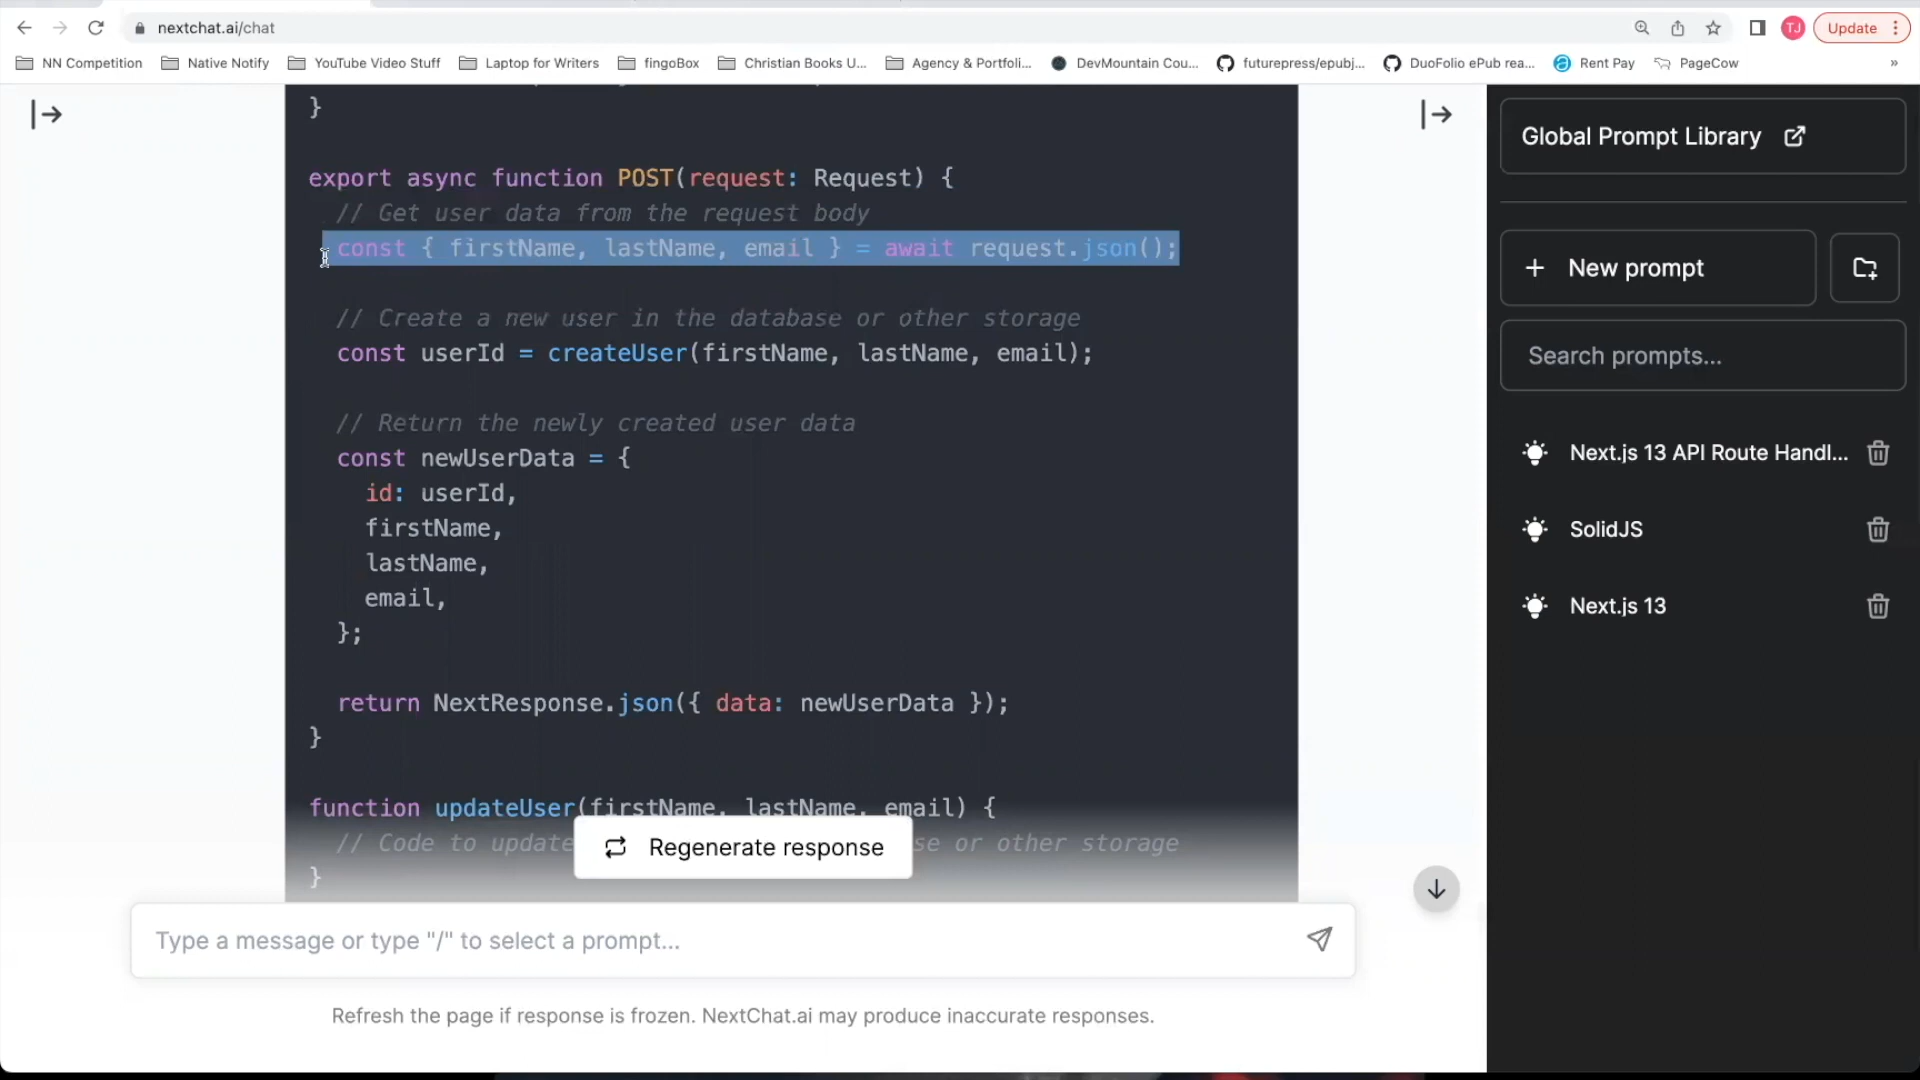 nextchat.ai/chat
TJ
Update
NN Competition
Native Notify
YouTube Video Stuff
Laptop for Writers
fingoBox
Christian Books U...
Agency & Portfoli...
DevMountain Cou...
futurepress/epubj...
DuoFolio ePub rea...
Rent Pay
PageCow
»
}
export async function POST(request: Request) {
// Get user data from the request body
const { firstName, lastName, email } = await request.json();
// Create a new user in the database or other storage
const userId = createUser(firstName, lastName, email);
// Return the newly created user data
const newUserData = {
id: userId,
firstName,
lastName,
email,
};
return NextResponse.json({ data: newUserData });
}
function updateUser(firstName, lastName, email) {
// Code to update se or other storage
}
Regenerate response
Type a message or type "/" to select a prompt...
Refresh the page if response is frozen. NextChat.ai may produce inaccurate responses.
Global Prompt Library
+ New prompt
Search prompts...
Next.js 13 API Route Handl...
SolidJS
Next.js 13